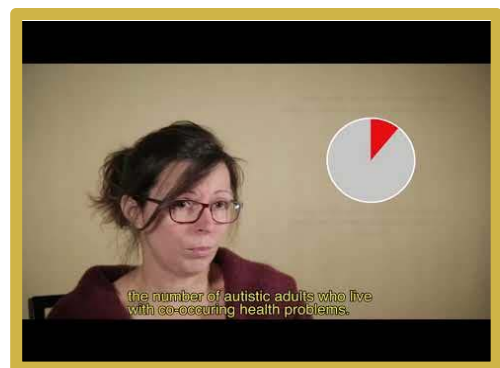 the number of autistic adults who live
with co-occuring health problems.